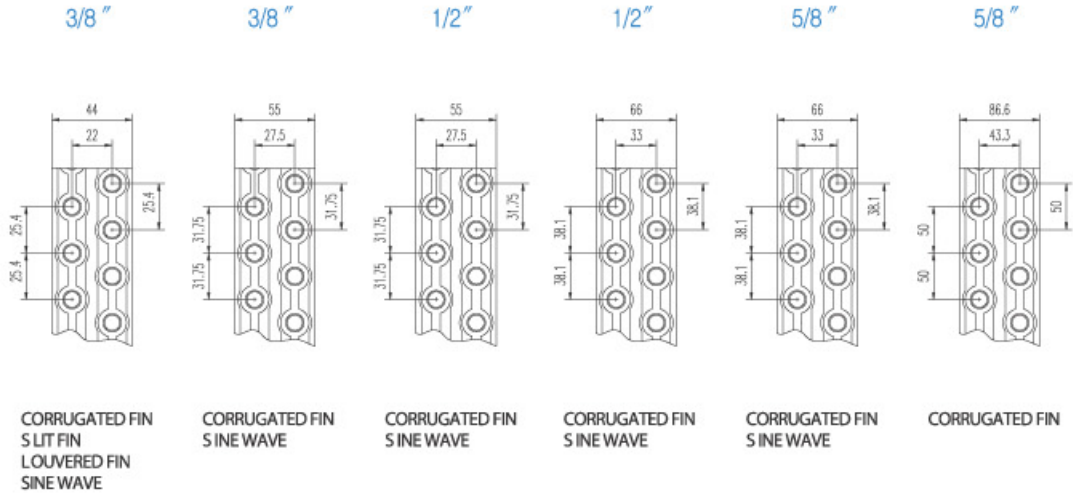 3/8 "
3/8 "
1/2"
1/2"
5/8 "
5/8 "
44
22
25.4
25.4
25.4
55
27.5
31.75
31.75
31.75
55
27.5
31.75
31.75
31.75
66
33
38.1
38.1
38.1
66
33
38.1
38.1
38.1
86.6
43.3
50
50
50
CORRUGATED FIN
S LIT FIN
LOUVERED FIN
SINE WAVE
CORRUGATED FIN
S INE WAVE
CORRUGATED FIN
S INE WAVE
CORRUGATED FIN
S INE WAVE
CORRUGATED FIN
S INE WAVE
CORRUGATED FIN